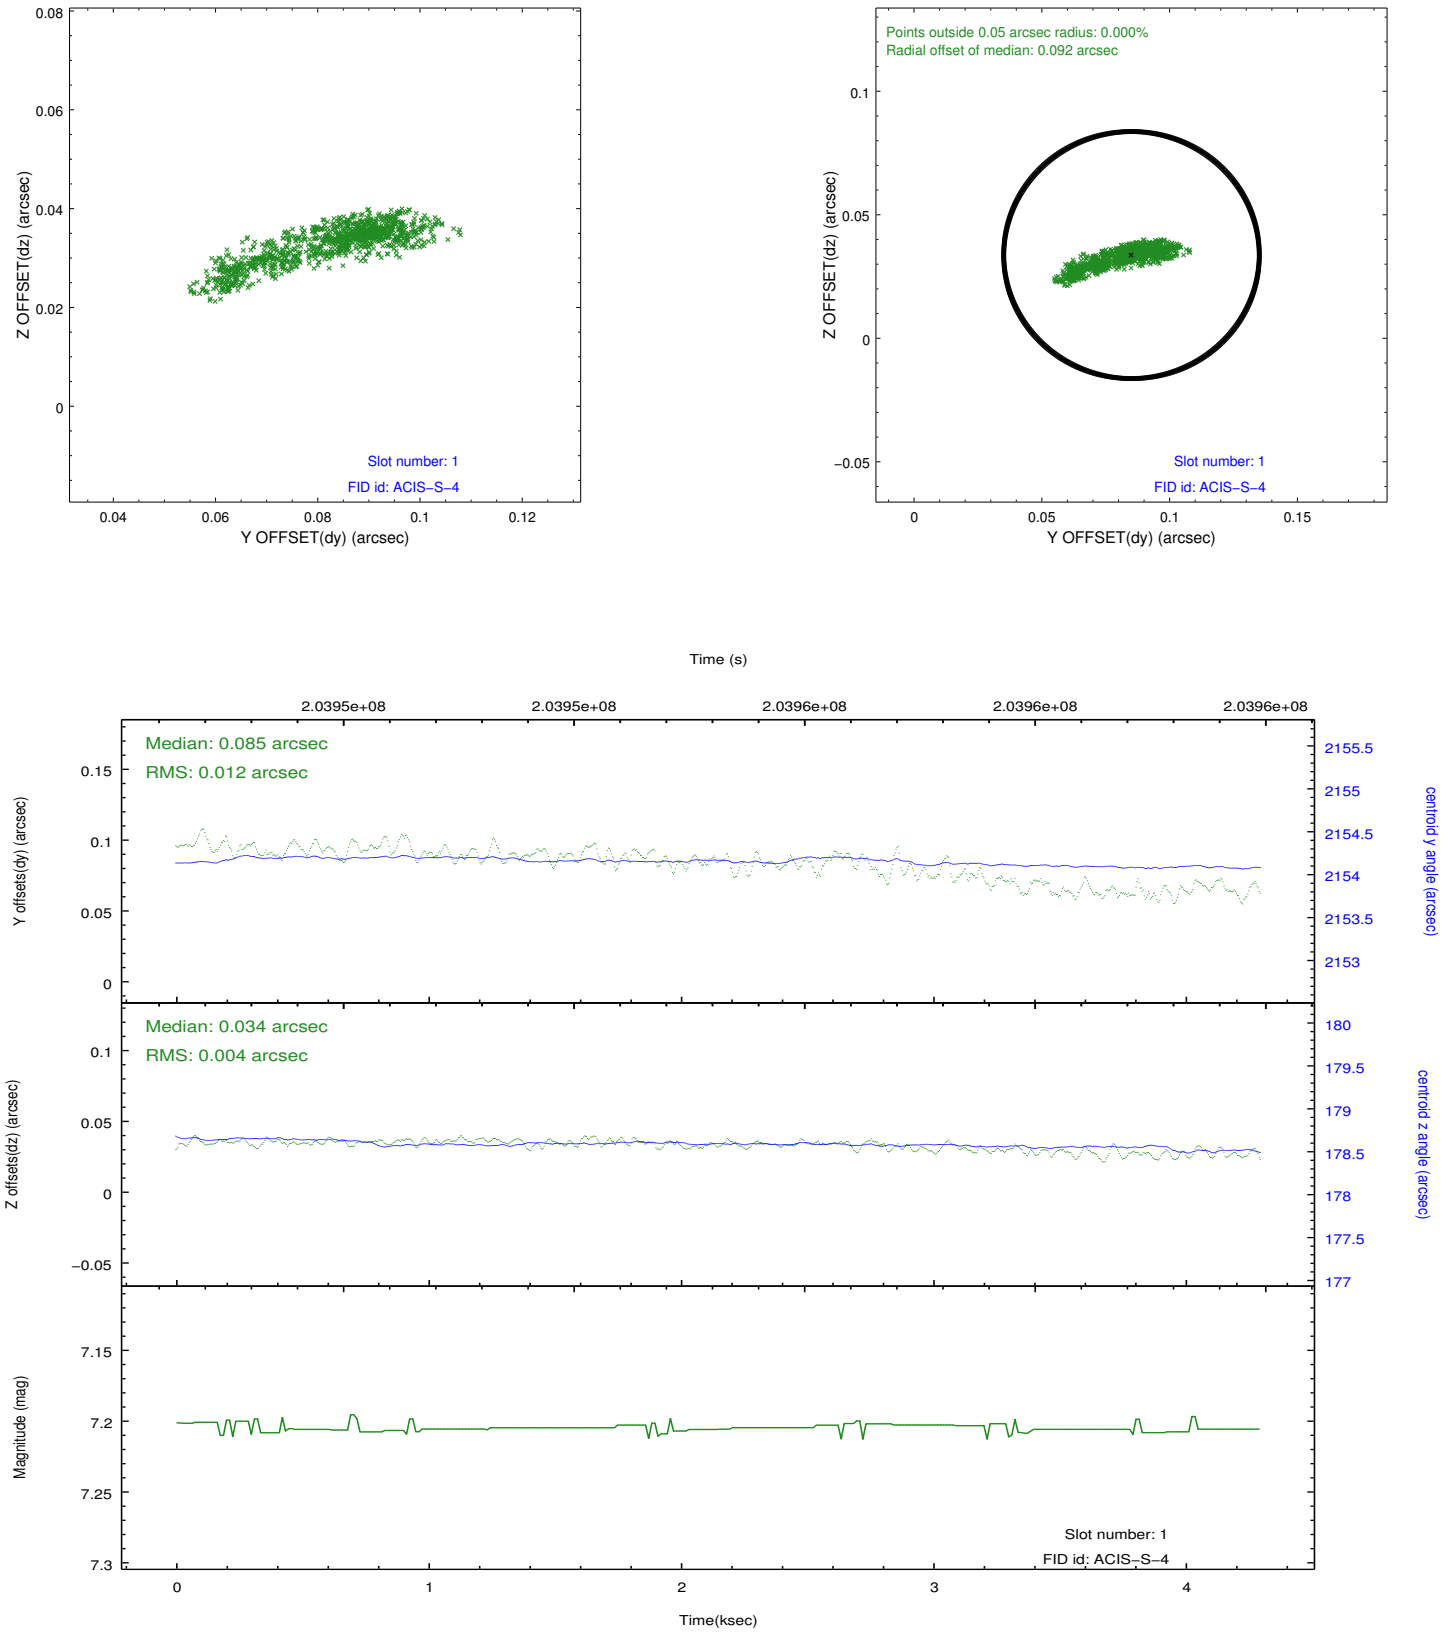 0.08
0.06
0.04
0.02
0
Z OFFSET(dz) (arcsec)
Slot number: 1
FID id: ACIS−S−4
0.04 0.06 0.08 0.1 0.12
Y OFFSET(dy) (arcsec)
Points outside 0.05 arcsec radius: 0.000%
Radial offset of median: 0.092 arcsec
0.1
0.05
0
−0.05
Z OFFSET(dz) (arcsec)
Slot number: 1
FID id: ACIS−S−4
0 0.05 0.1 0.15
Y OFFSET(dy) (arcsec)
Time (s)
2.0395e+08 2.0395e+08 2.0396e+08 2.0396e+08 2.0396e+08
Median: 0.085 arcsec
RMS: 0.012 arcsec
0.15
0.1
0.05
0
Y offsets(dy) (arcsec)
2155.5
2155
2154.5
2154
2153.5
2153
centroid y angle (arcsec)
Median: 0.034 arcsec
RMS: 0.004 arcsec
0.1
0.05
0
−0.05
Z offsets(dz) (arcsec)
180
179.5
179
178.5
178
177.5
177
centroid z angle (arcsec)
7.15
7.2
7.25
7.3
Magnitude (mag)
Slot number: 1
FID id: ACIS−S−4
0 1 2 3 4
Time(ksec)